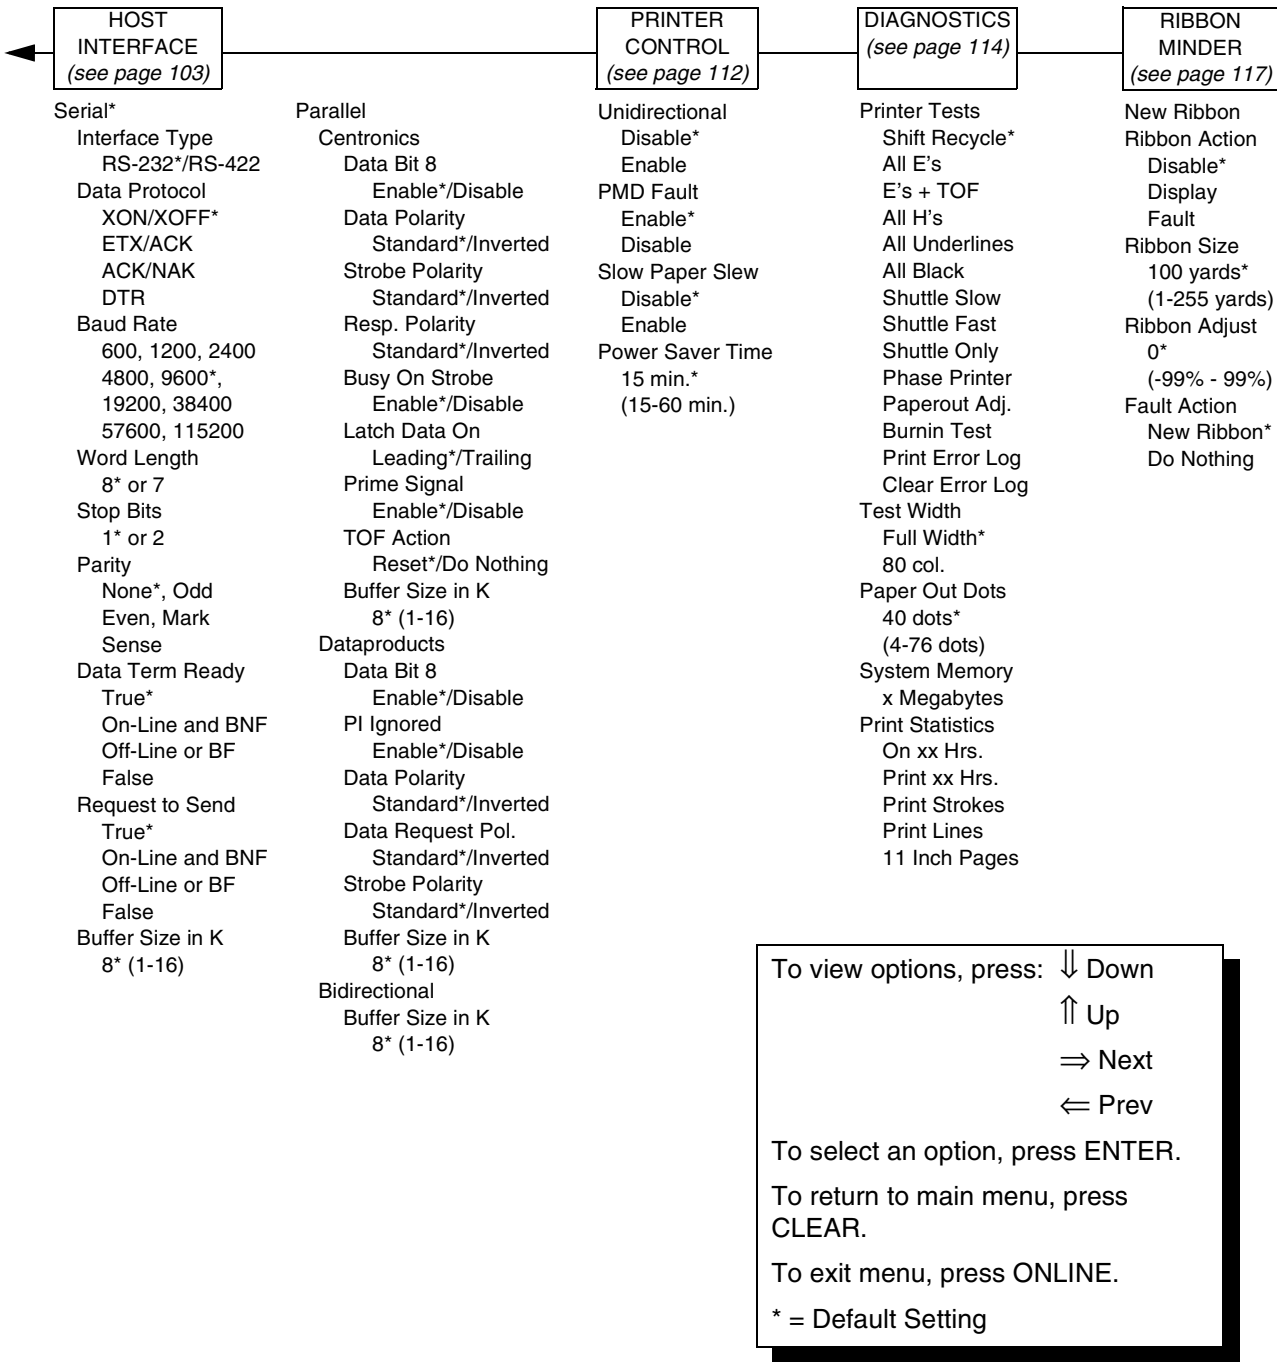 HOST
INTERFACE
(see page 103)
Serial*
Interface Type
RS-232*/RS-422
Data Protocol
XON/XOFF*
ETX/ACK
ACK/NAK
DTR
Baud Rate
600, 1200, 2400
4800, 9600*,
19200, 38400
57600, 115200
Word Length
8* or 7
Stop Bits
1* or 2
Parity
None*, Odd
Even, Mark
Sense
Data Term Ready
True*
On-Line and BNF
Off-Line or BF
False
Request to Send
True*
On-Line and BNF
Off-Line or BF
False
Buffer Size in K
8* (1-16)
Parallel
Centronics
Data Bit 8
Enable*/Disable
Data Polarity
Standard*/Inverted
Strobe Polarity
Standard*/Inverted
Resp. Polarity
Standard*/Inverted
Busy On Strobe
Enable*/Disable
Latch Data On
Leading*/Trailing
Prime Signal
Enable*/Disable
TOF Action
Reset*/Do Nothing
Buffer Size in K
8* (1-16)
Dataproducts
Data Bit 8
Enable*/Disable
PI Ignored
Enable*/Disable
Data Polarity
Standard*/Inverted
Data Request Pol.
Standard*/Inverted
Strobe Polarity
Standard*/Inverted
Buffer Size in K
8* (1-16)
Bidirectional
Buffer Size in K
8* (1-16)
PRINTER
CONTROL
(see page 112)
Unidirectional
Disable*
Enable
PMD Fault
Enable*
Disable
Slow Paper Slew
Disable*
Enable
Power Saver Time
15 min.*
(15-60 min.)
DIAGNOSTICS
(see page 114)
Printer Tests
Shift Recycle*
All E's
E's + TOF
All H's
All Underlines
All Black
Shuttle Slow
Shuttle Fast
Shuttle Only
Phase Printer
Paperout Adj.
Burnin Test
Print Error Log
Clear Error Log
Test Width
Full Width*
80 col.
Paper Out Dots
40 dots*
(4-76 dots)
System Memory
x Megabytes
Print Statistics
On xx Hrs.
Print xx Hrs.
Print Strokes
Print Lines
11 Inch Pages
RIBBON
MINDER
(see page 117)
New Ribbon
Ribbon Action
Disable*
Display
Fault
Ribbon Size
100 yards*
(1-255 yards)
Ribbon Adjust
0*
(-99% - 99%)
Fault Action
New Ribbon*
Do Nothing
To view options, press: ⇓ Down
⇑ Up
⇒ Next
⇐ Prev
To select an option, press ENTER.
To return to main menu, press
CLEAR.
To exit menu, press ONLINE.
* = Default Setting